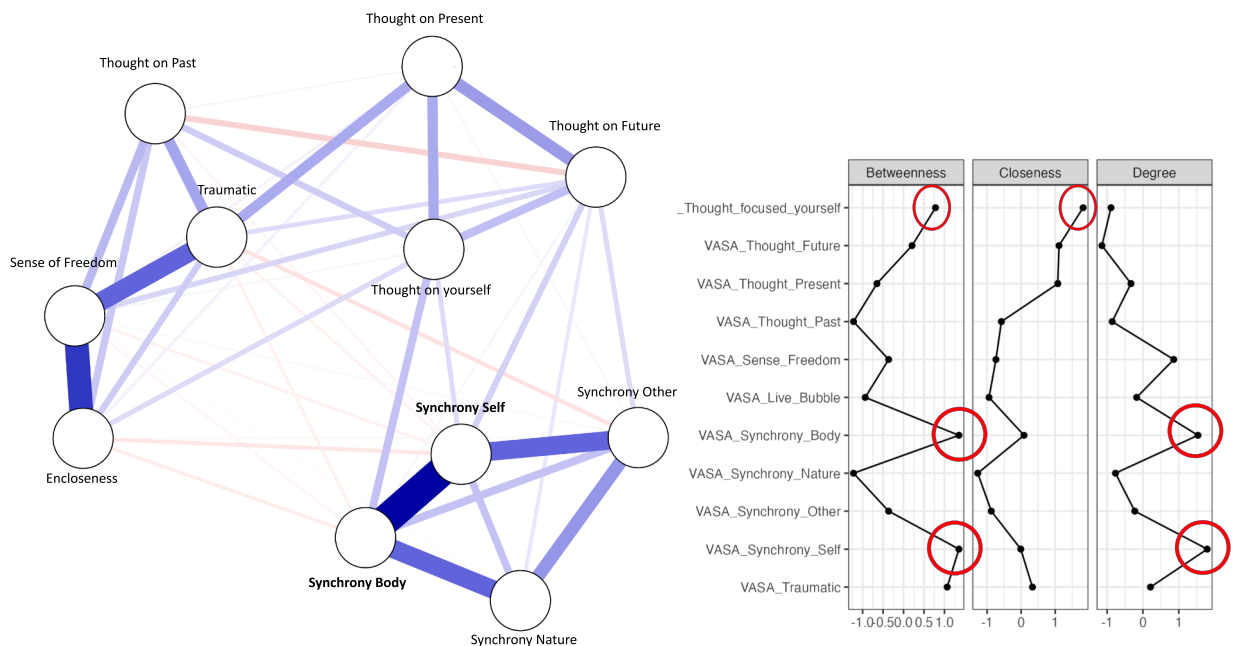 Thought on Present
Thought on Past
Thought on Future
Traumatic
Sense of Freedom
Thought on yourself
Synchrony Self
Synchrony Other
Encloseness
Synchrony Body
Synchrony Nature
Betweenness
Closeness
Degree
_Thought_focused_yourself
VASA_Thought_Future
VASA_Thought_Present
VASA_Thought_Past
VASA_Sense_Freedom
VASA_Live_Bubble
VASA_Synchrony_Body
VASA_Synchrony_Nature
VASA_Synchrony_Other
VASA_Synchrony_Self
VASA_Traumatic
-1.0-0.50.0 0.5 1.0
-1 0 1
-1 0 1